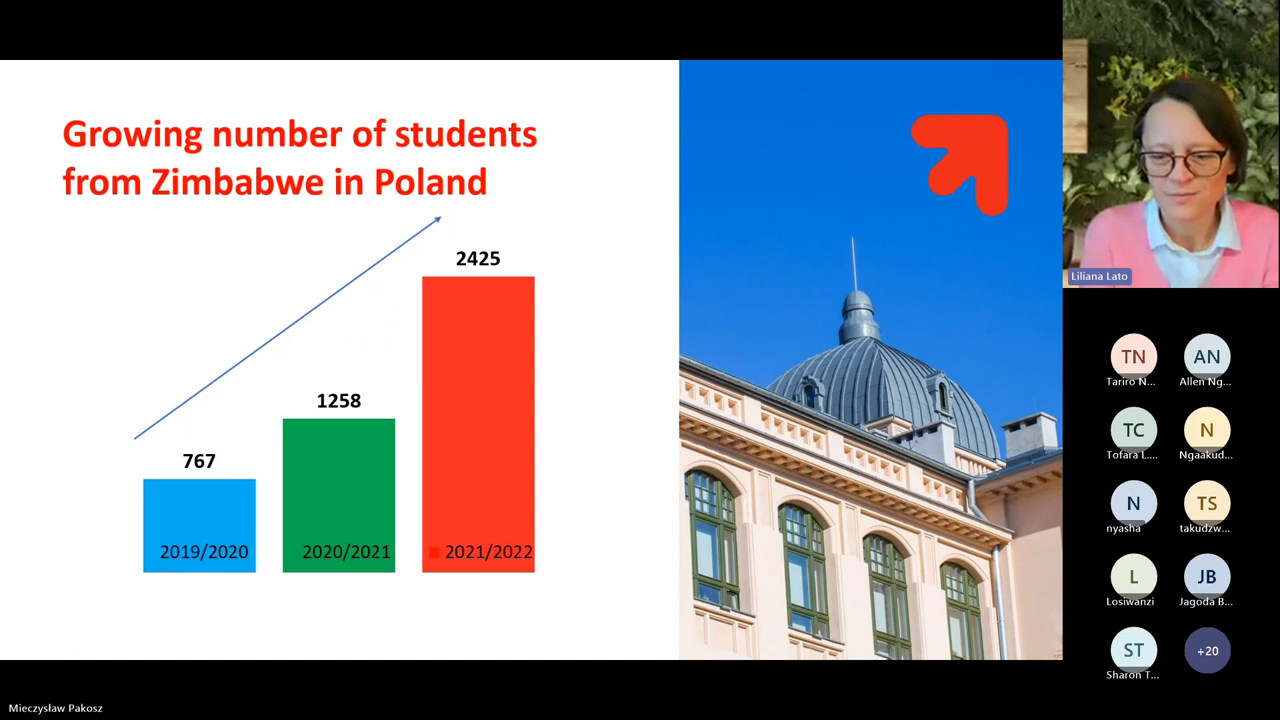 Growing number of students
from Zimbabwe in Poland
2425
1258
767
2019/2020
2020/2021
2021/2022
Liliana Lato
TN
AN
Tariro N...
Allen Ng...
TC
N
Tofara L....
Ngaakud...
N
TS
nyasha
takudzw...
L
JB
Losiwanzi
Jagoda B...
ST
+20
Sharon T...
Mieczysław Pakosz